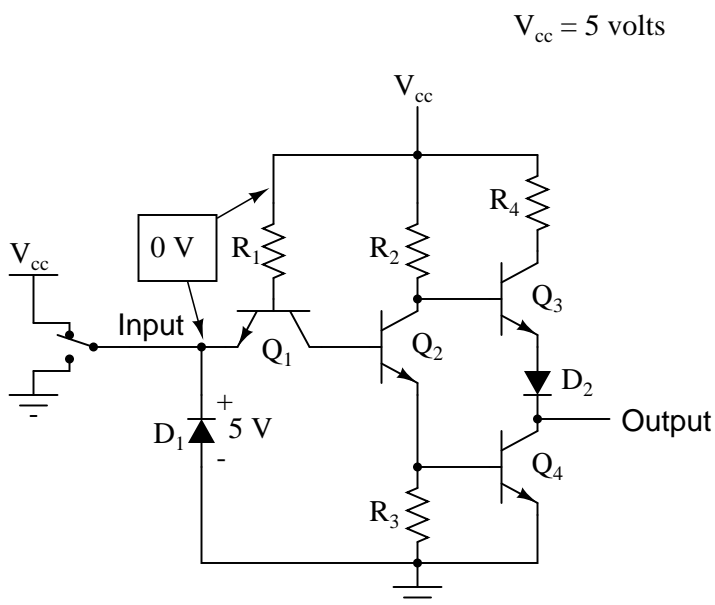 V_cc = 5 volts
V_cc
R_4
0 V
R_1
R_2
V_cc
Q_3
Input
Q_1
Q_2
D_2
+
D_1
5 V
Output
-
Q_4
R_3
-